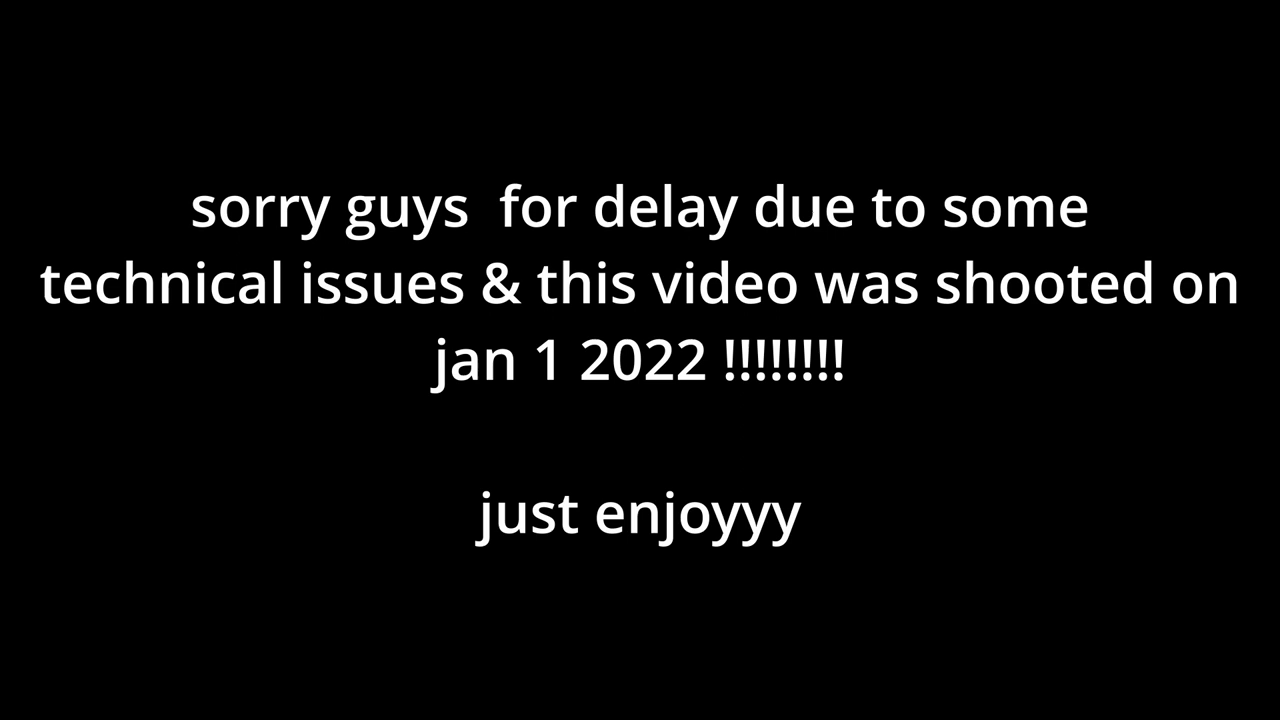 sorry guys  for delay due to some
technical issues & this video was shooted on
jan 1 2022 !!!!!!!!
just enjoyyy